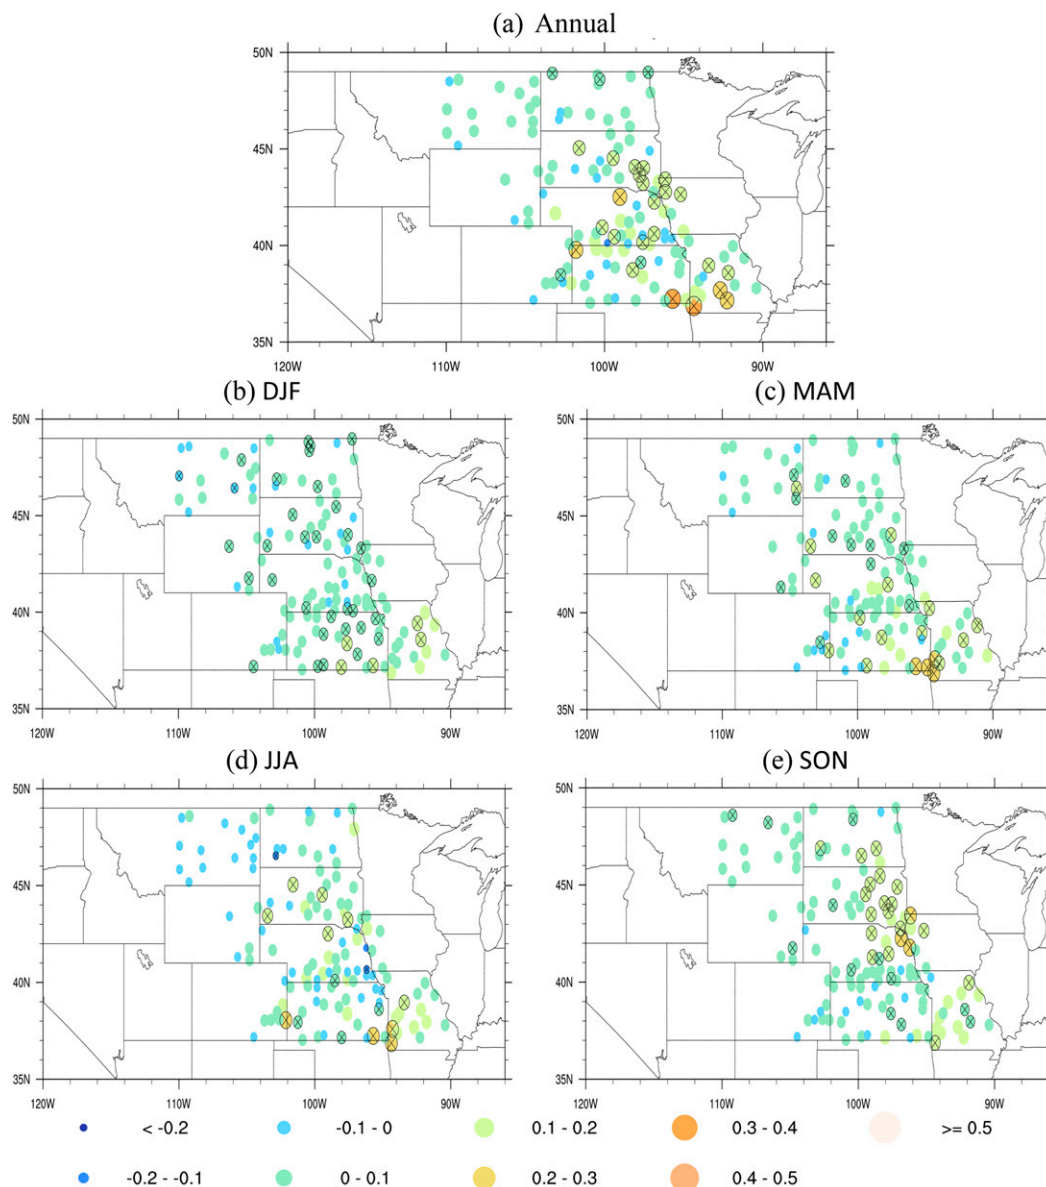 (a) Annual
50N
45N
40N
35N
120W 110W 100W 90W
(b) DJF
(c) MAM
50N
45N
40N
35N
120W 110W 100W 90W
50N
45N
40N
35N
120W 110W 100W 90W
(d) JJA
(e) SON
50N
45N
40N
35N
120W 110W 100W 90W
50N
45N
40N
35N
120W 110W 100W 90W
< -0.2 -0.1 - 0 0.1 - 0.2 0.3 - 0.4 >= 0.5
-0.2 - -0.1 0 - 0.1 0.2 - 0.3 0.4 - 0.5